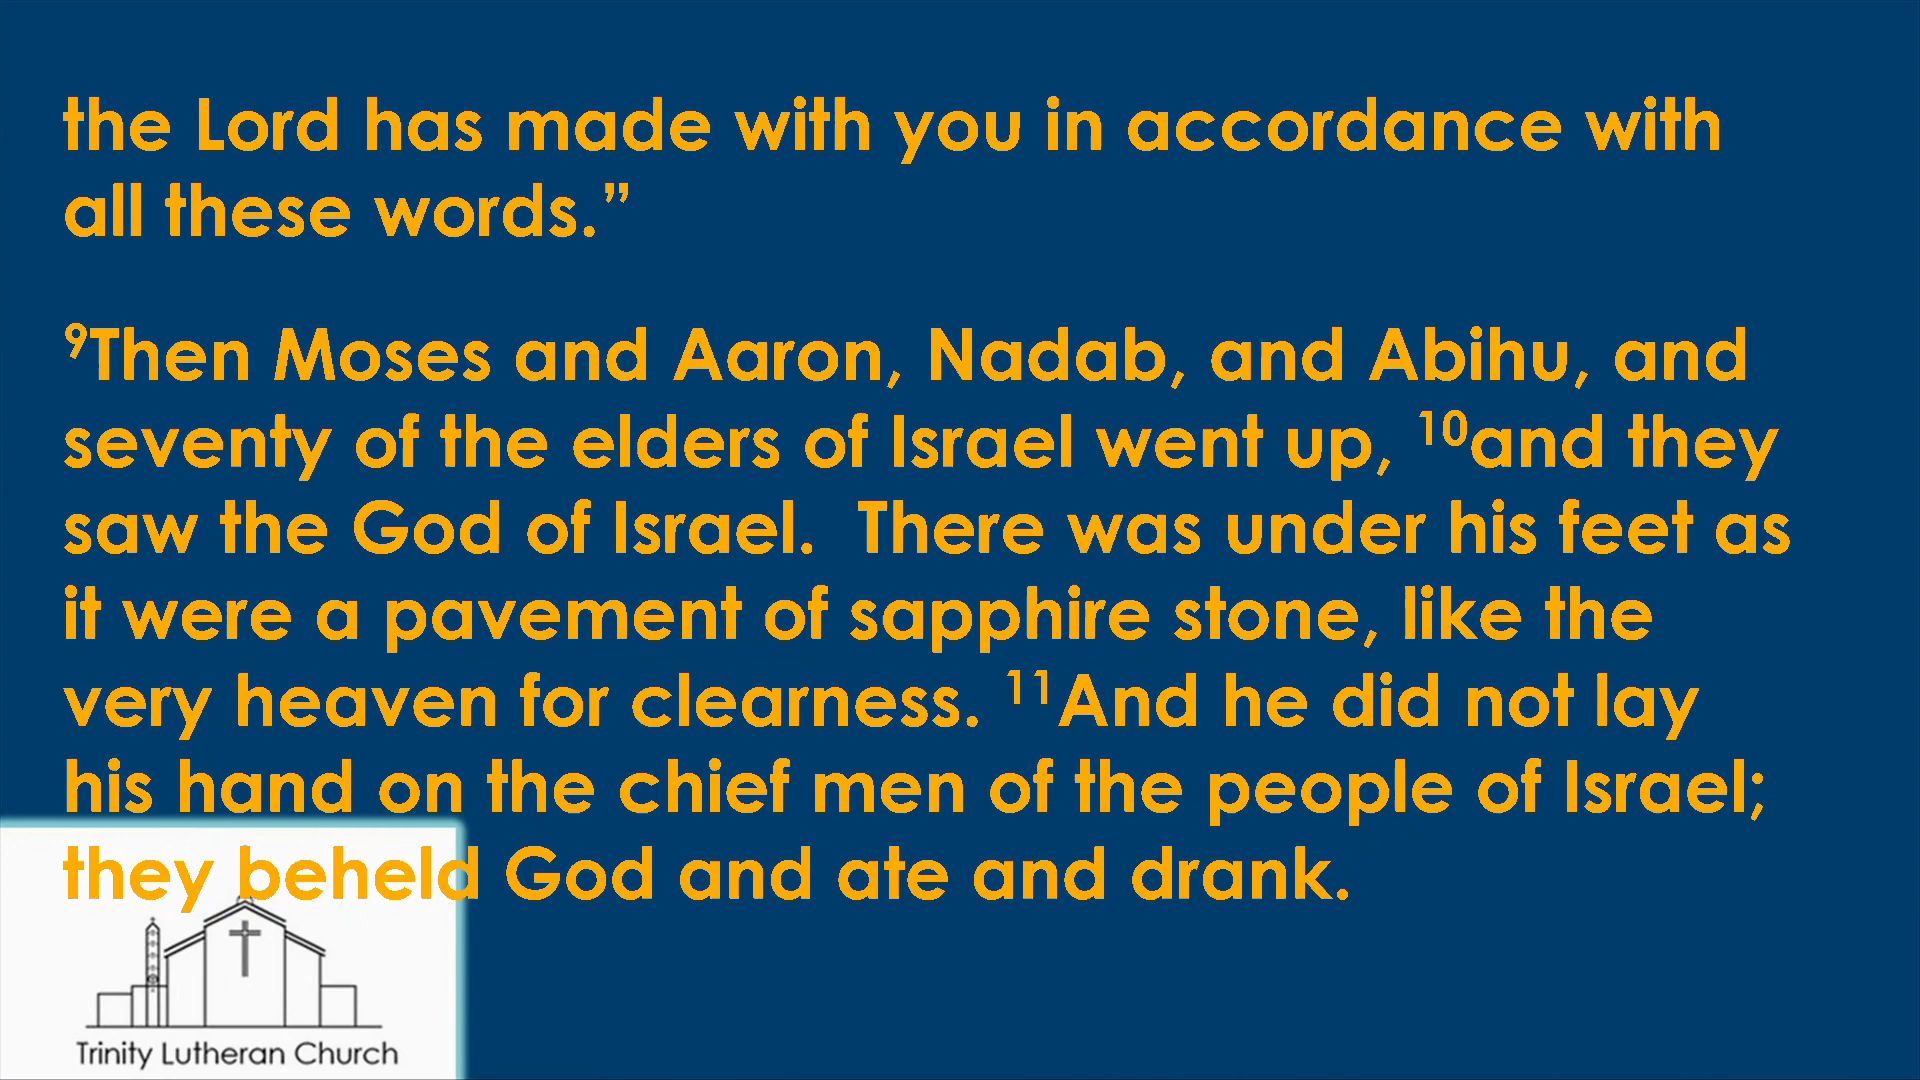 the Lord has made with you in accordance with
all these words.”
⁹Then Moses and Aaron, Nadab, and Abihu, and
seventy of the elders of Israel went up, ¹⁰and they
saw the God of Israel.  There was under his feet as
it were a pavement of sapphire stone, like the
very heaven for clearness. ¹¹And he did not lay
his hand on the chief men of the people of Israel;
they beheld God and ate and drank.
Trinity Lutheran Church